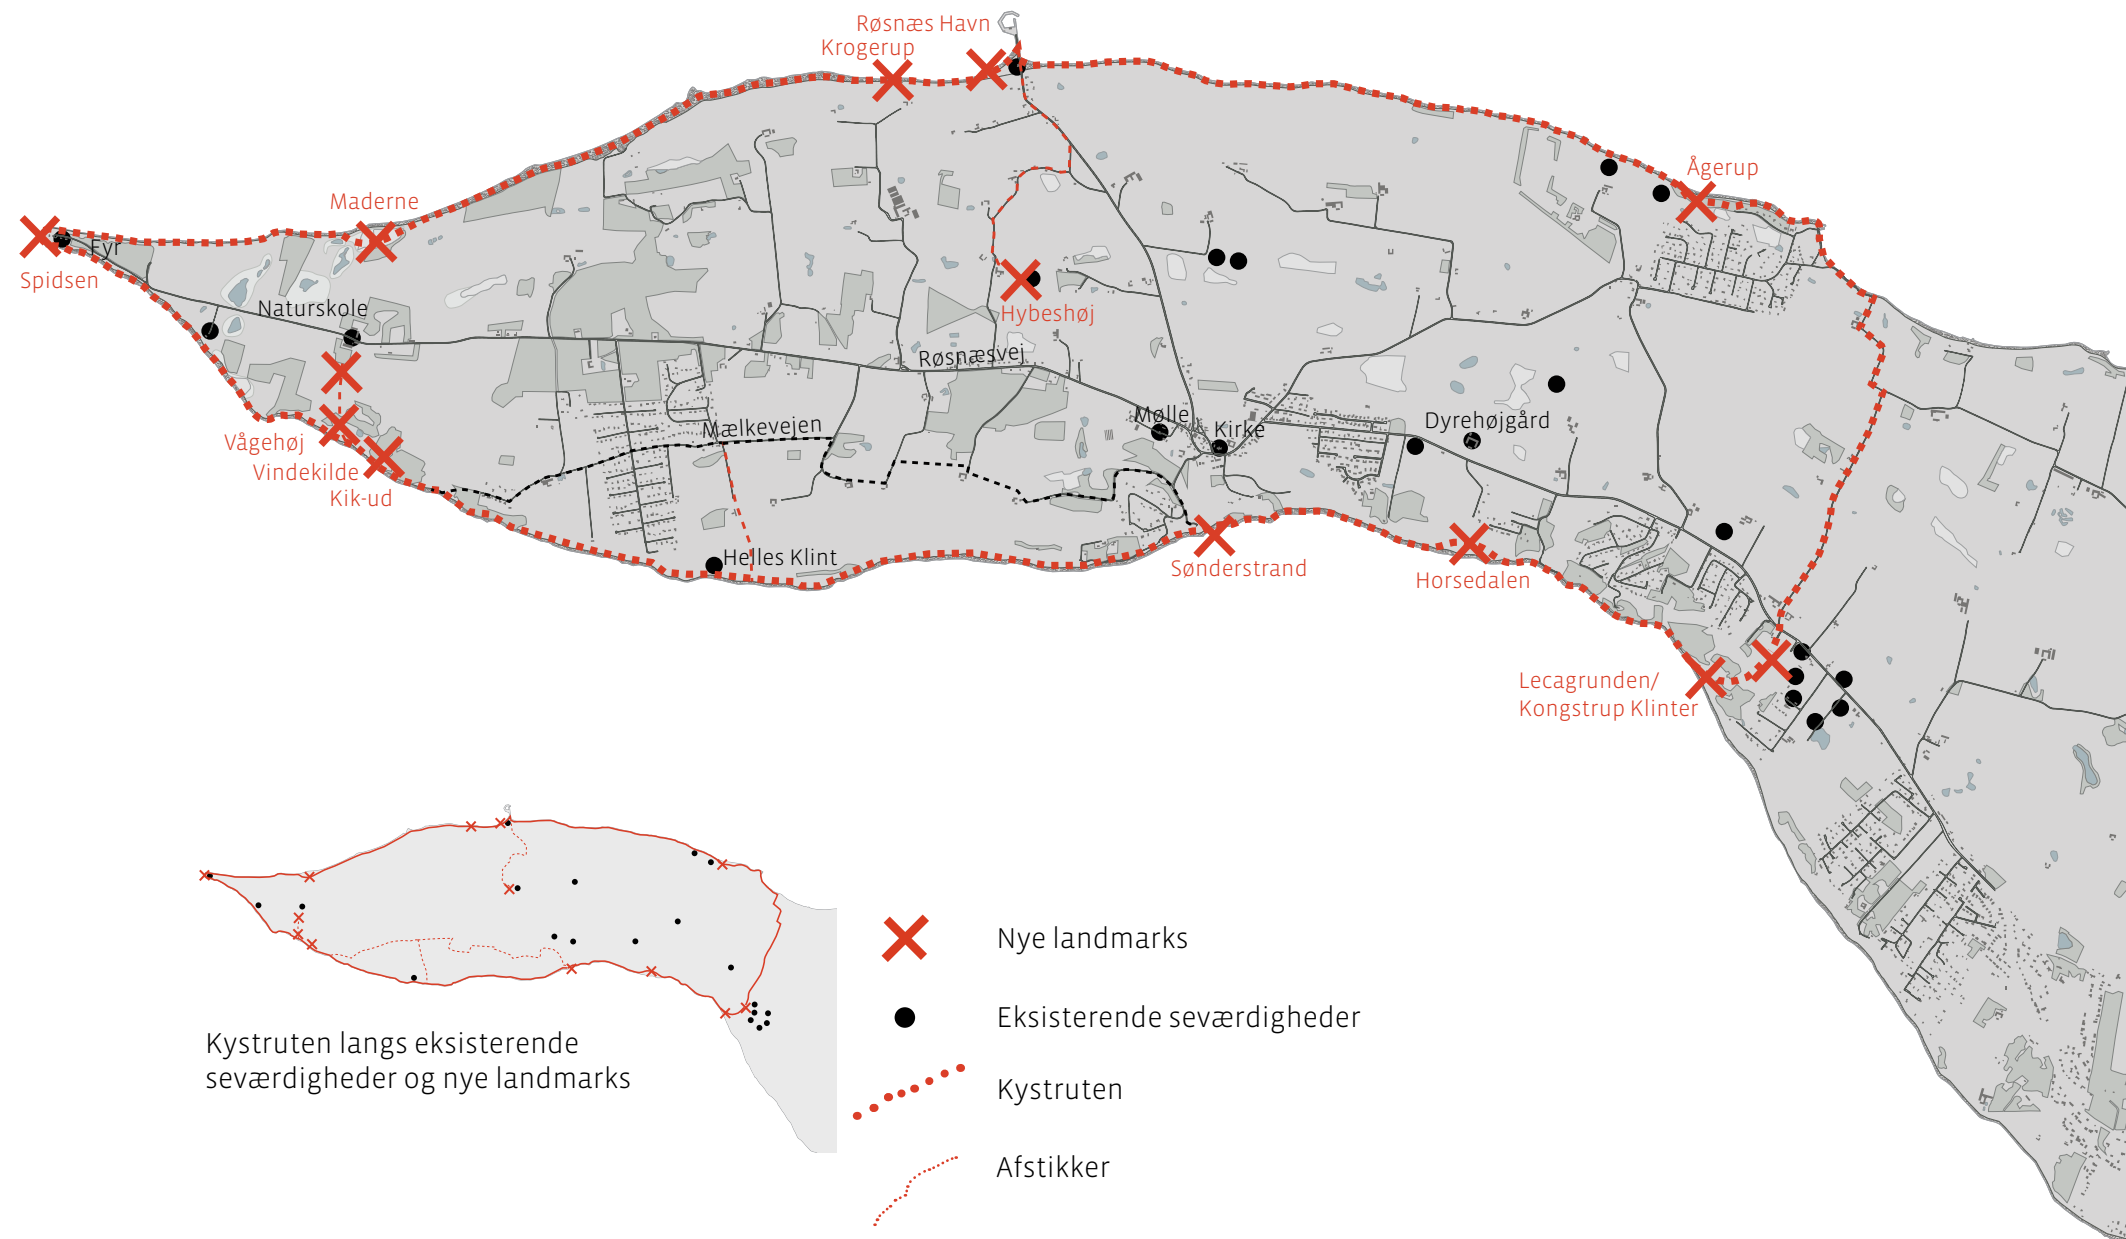 Røsnæs Havn
Krogerup
Ågerup
Maderne
Fyr
Spidsen
Naturskole
Hybeshøj
Røsnæsvej
Mælkevejen
Mølle
Kirke
Dyrehøjgård
Vågehøj
Vindekilde
Kik-ud
Helles Klint
Sønderstrand
Horsedalen
Lecagrunden/
Kongstrup Klinter
Nye landmarks
Eksisterende seværdigheder
Kystruten langs eksisterende
seværdigheder og nye landmarks
Kystruten
Afstikker